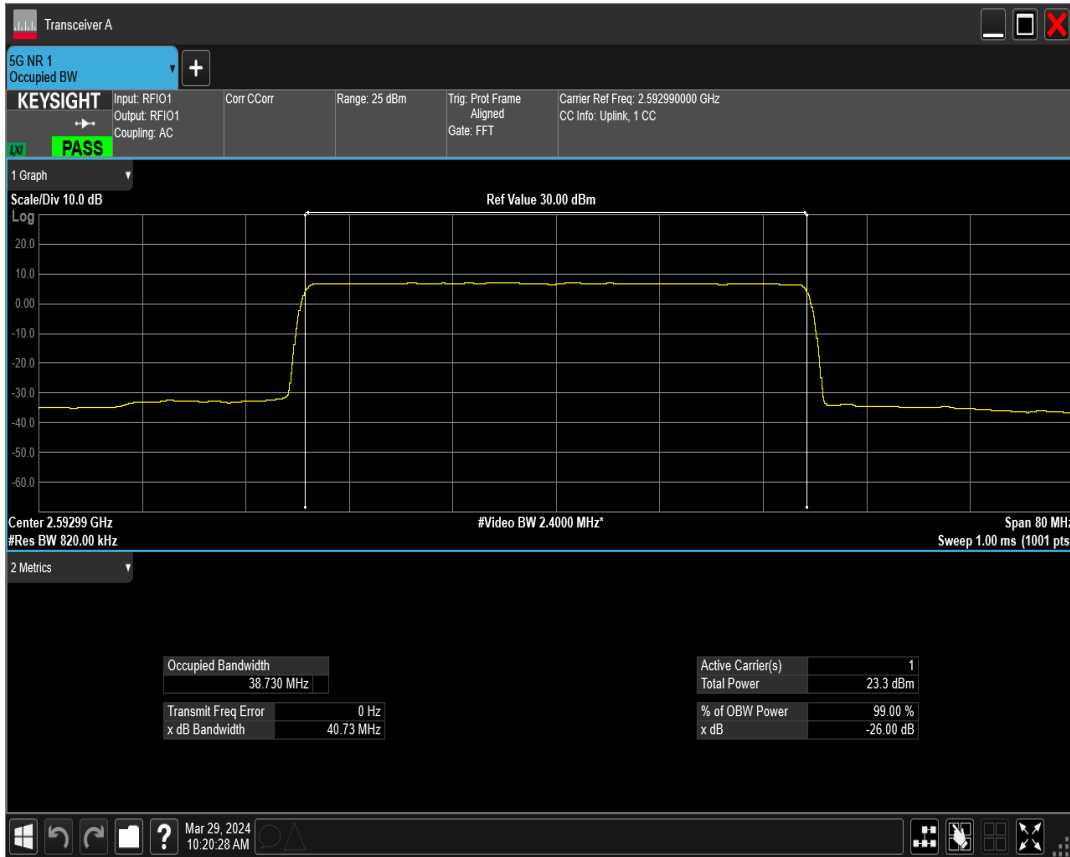 Transceiver A
5G NR 1
Occupied BW
+
KEYSIGHT
LXI
PASS
Input: RFIO1
Output: RFIO1
Coupling: AC
Corr CCorr
Range: 25 dBm
Trig: Prot Frame
Aligned
Gate: FFT
Carrier Ref Freq: 2.592990000 GHz
CC Info: Uplink, 1 CC
1 Graph
Scale/Div 10.0 dB
Ref Value 30.00 dBm
Log
20.0
10.0
0.00
-10.0
-20.0
-30.0
-40.0
-50.0
-60.0
Center 2.59299 GHz
#Video BW 2.4000 MHz*
Span 80 MHz
#Res BW 820.00 kHz
Sweep 1.00 ms (1001 pts
2 Metrics
Occupied Bandwidth
38.730 MHz
Transmit Freq Error 0 Hz
x dB Bandwidth 40.73 MHz
Active Carrier(s) 1
Total Power 23.3 dBm
% of OBW Power 99.00 %
x dB -26.00 dB
?
Mar 29, 2024
10:20:28 AM